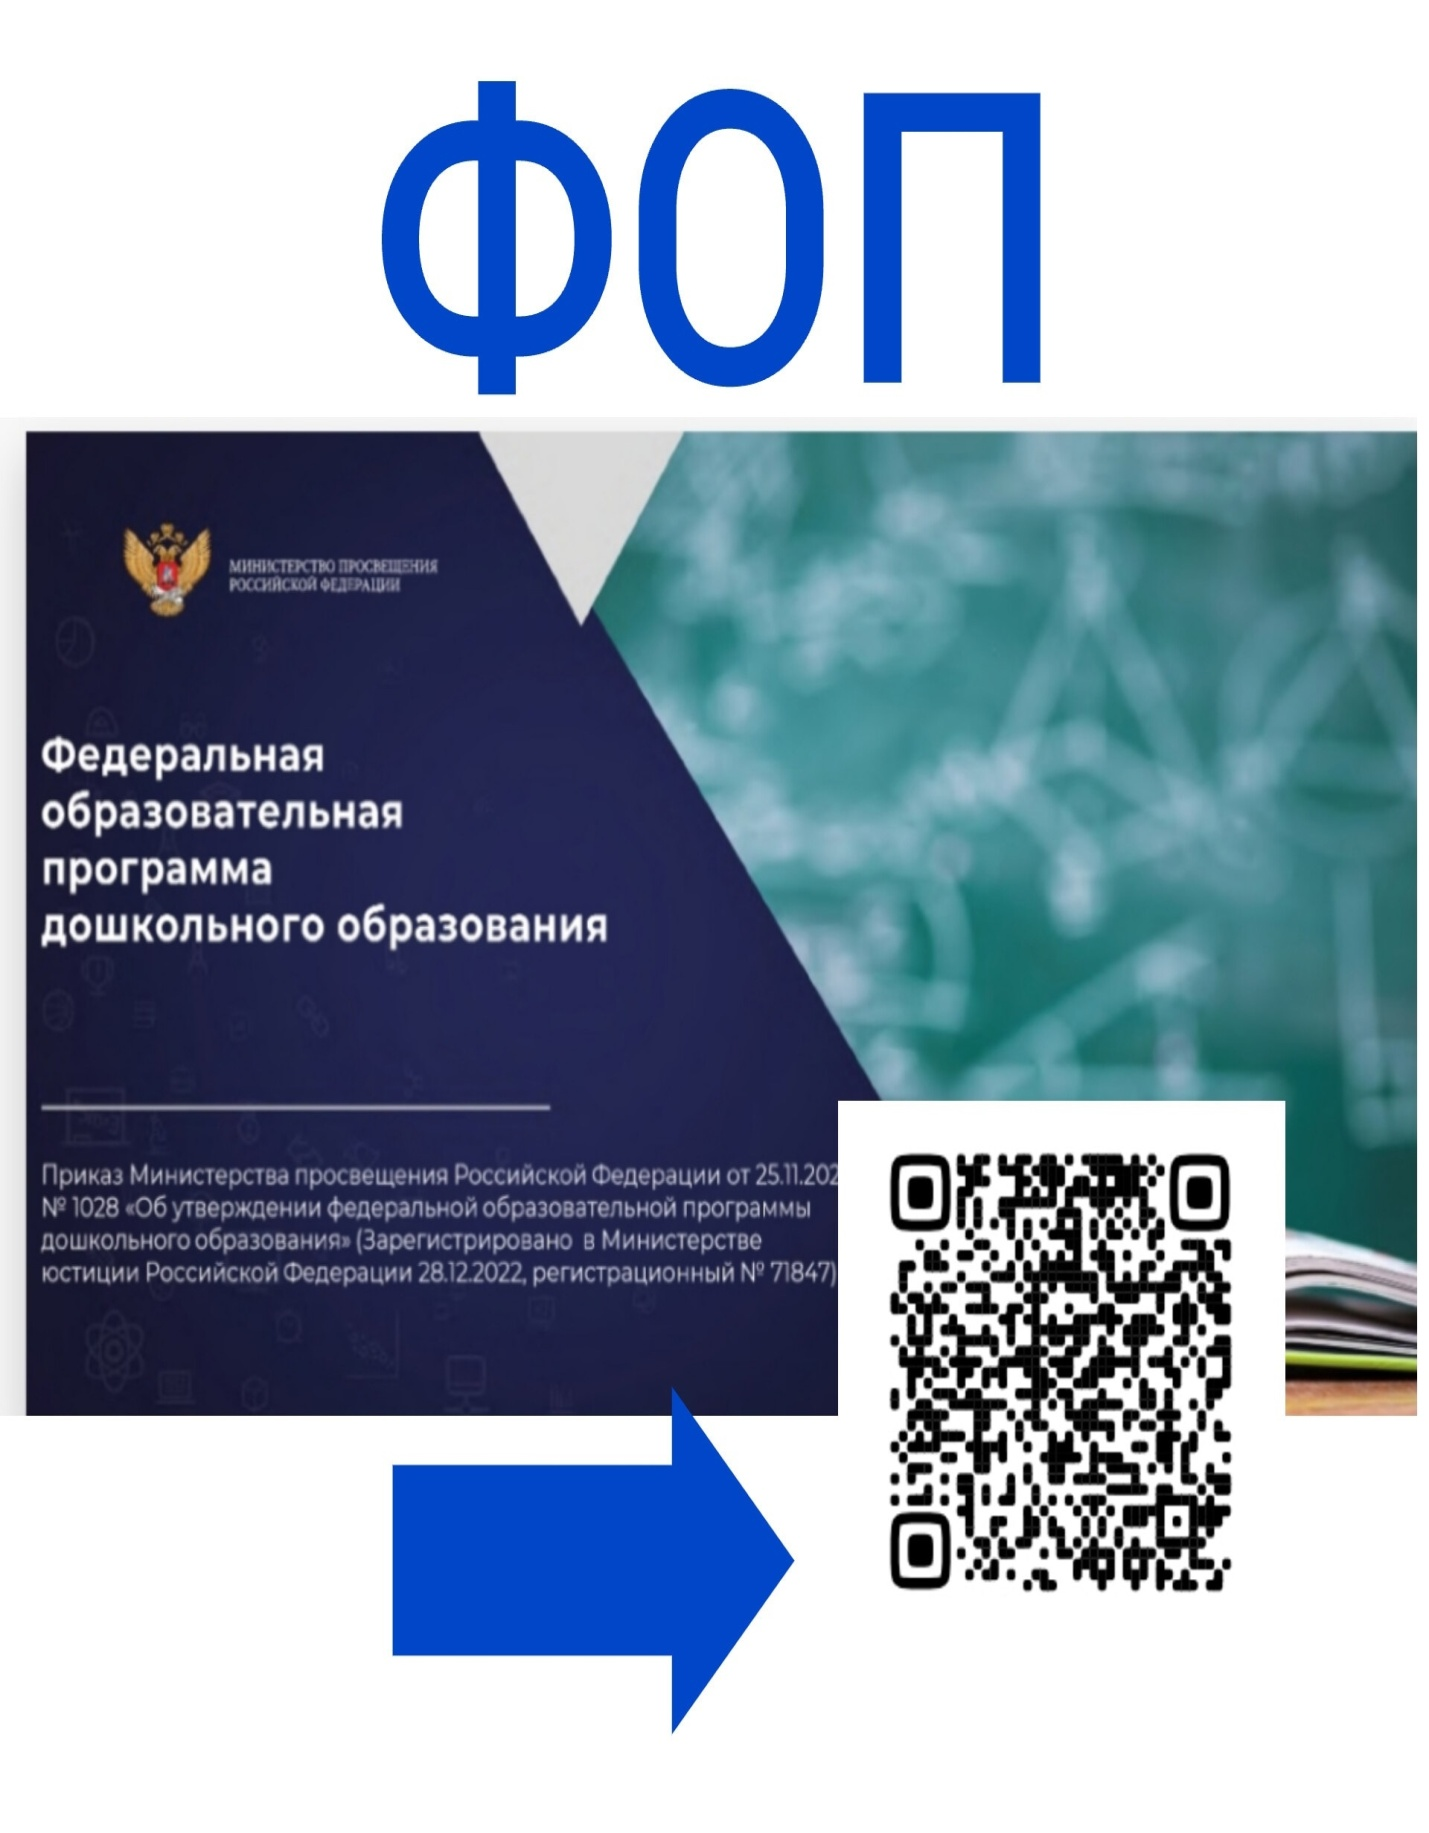 ФОП
МИНИСТЕРСТВО ПРОСВЕЩЕНИЯ
РОССИЙСКОЙ ФЕДЕРАЦИИ
Федеральная
образовательная
программа
дошкольного образования
Приказ Министерства просвещения Российской Федерации от 25.11.202
№ 1028 «Об утверждении федеральной образовательной программы
дошкольного образования» (Зарегистрировано в Министерстве
юстиции Российской Федерации 28.12.2022, регистрационный № 71847)